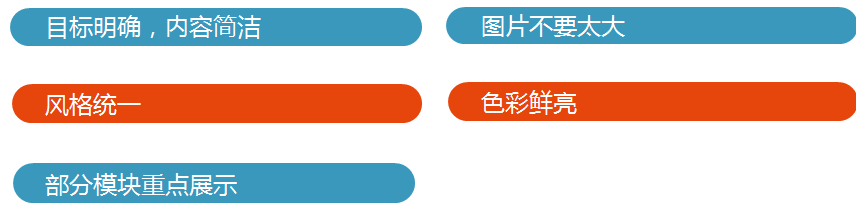 目标明确，内容简洁
图片不要太大
风格统一
色彩鲜亮
部分模块重点展示